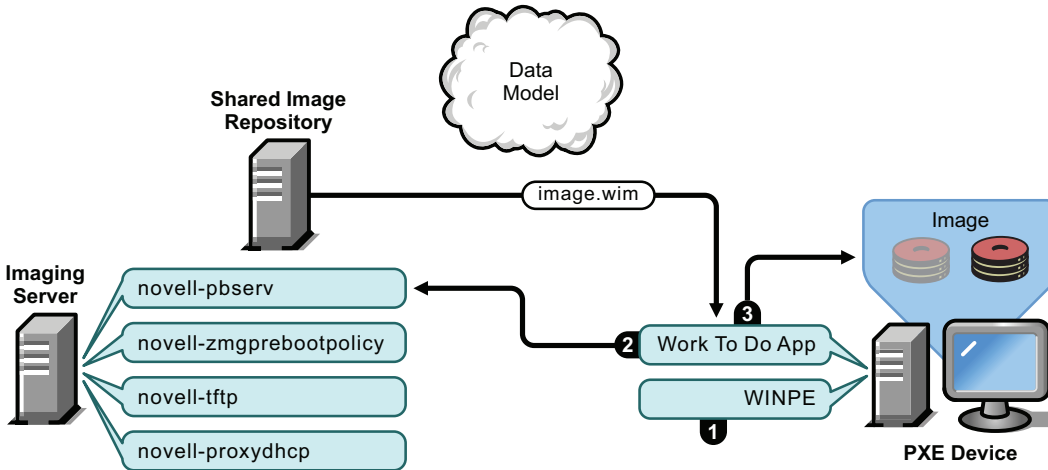 Data
Model
Shared Image
Repository
image.wim
Image
Imaging
Server
novell-pbserv
novell-zmgprebootpolicy
novell-tftp
novell-proxydhcp
3
2
Work To Do App
WINPE
1
PXE Device